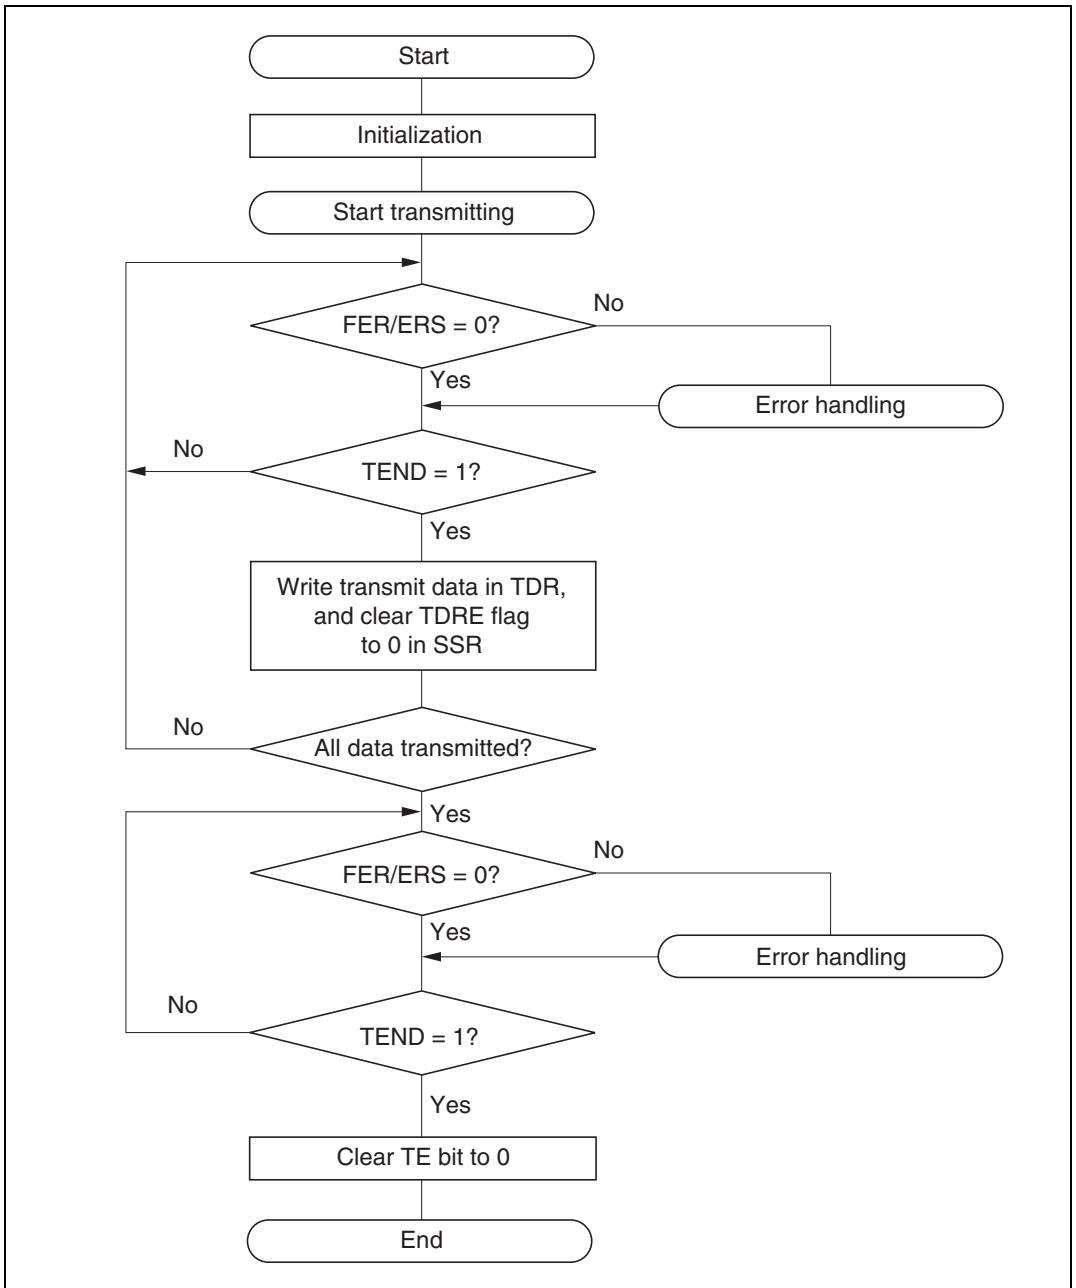 Start
Initialization
Start transmitting
FER/ERS = 0?
No
Yes
Error handling
No
TEND = 1?
Yes
Write transmit data in TDR,
and clear TDRE flag
to 0 in SSR
No
All data transmitted?
Yes
FER/ERS = 0?
No
Yes
Error handling
No
TEND = 1?
Yes
Clear TE bit to 0
End